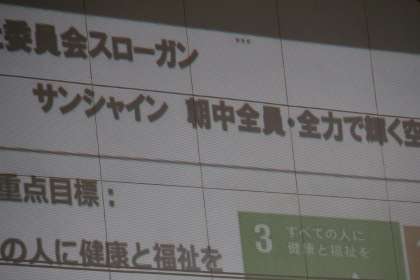 委員会スローガン
サンシャイン 朝中全員・全力で輝く空
重点目標:
の人に健康と福祉を
3 すべての人に
健康と福祉を